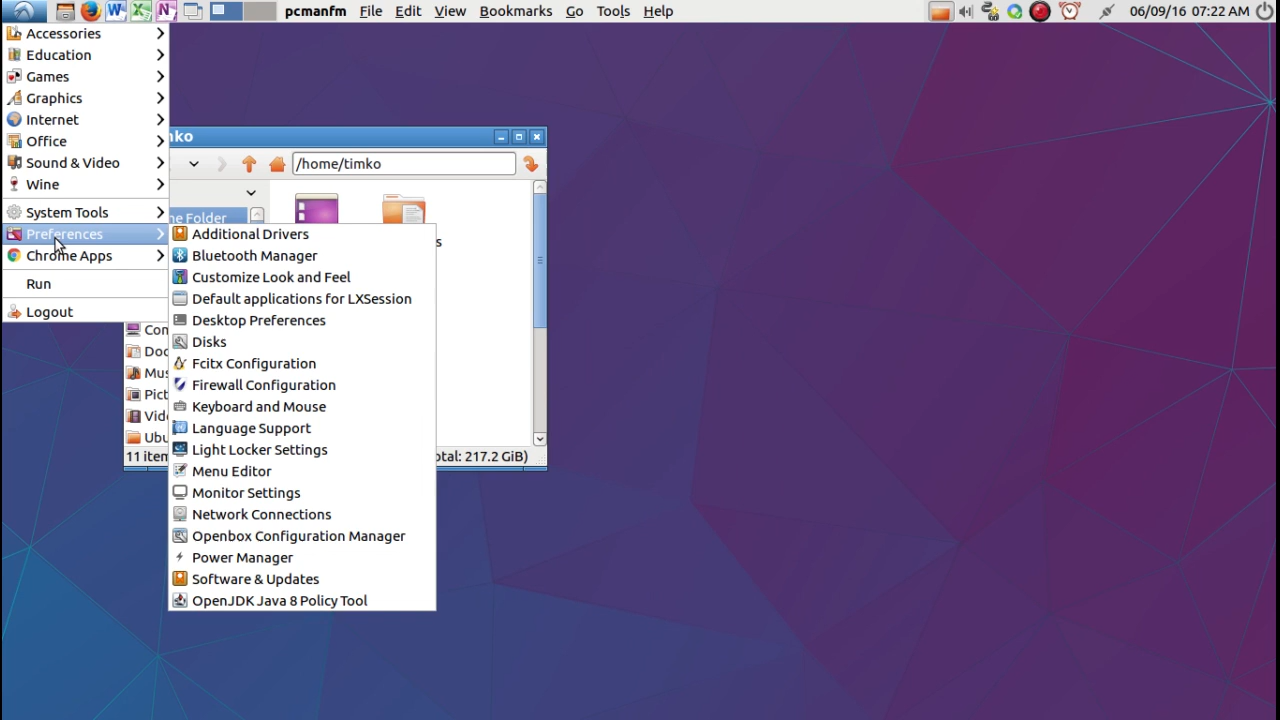 pcmanfm File Edit View Bookmarks Go Tools Help 06/09/16 07:22 AM
Accessories
Education
Games
Graphics
Internet
Office
Sound & Video
Wine
System Tools
Preferences
Chrome Apps
Run
Logout
/home/timko
Folder
Additional Drivers
Bluetooth Manager
Customize Look and Feel
Default applications for LXSession
Desktop Preferences
Disks
Fcitx Configuration
Firewall Configuration
Keyboard and Mouse
Language Support
Light Locker Settings
Menu Editor
Monitor Settings
Network Connections
Openbox Configuration Manager
Power Manager
Software & Updates
OpenJDK Java 8 Policy Tool
11
217.2 GiB)